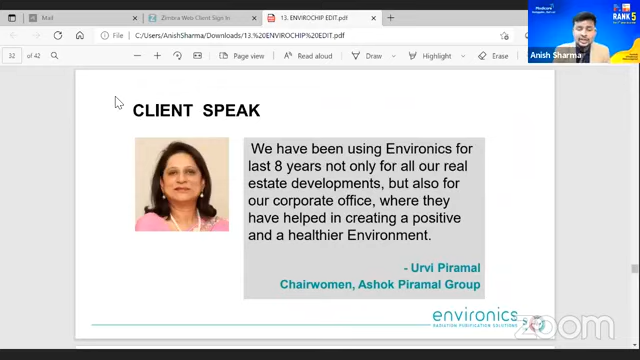 Mail
Zimbra Web Client Sign In
13. ENVIROCHIP EDIT.pdf
File
C:/Users/AnishSharma/Downloads/13.%20ENVIROCHIP%20EDIT.pdf
32
of 42
Page view
Read aloud
Draw
Highlight
Erase
Medicare
RANK 5
Anish Sharma
CLIENT SPEAK
We have been using Environics for
last 8 years not only for all our real
estate developments, but also for
our corporate office, where they
have helped in creating a positive
and a healthier Environment.
- Urvi Piramal
Chairwomen, Ashok Piramal Group
environics
RADIATION PURIFICATION SOLUTIONS
zoom